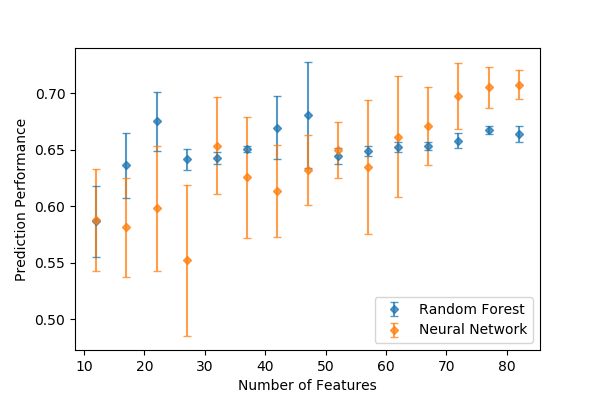 Prediction Performance
0.70
0.65
0.60
0.55
0.50
10 20 30 40 50 60 70 80
Number of Features
Random Forest
Neural Network